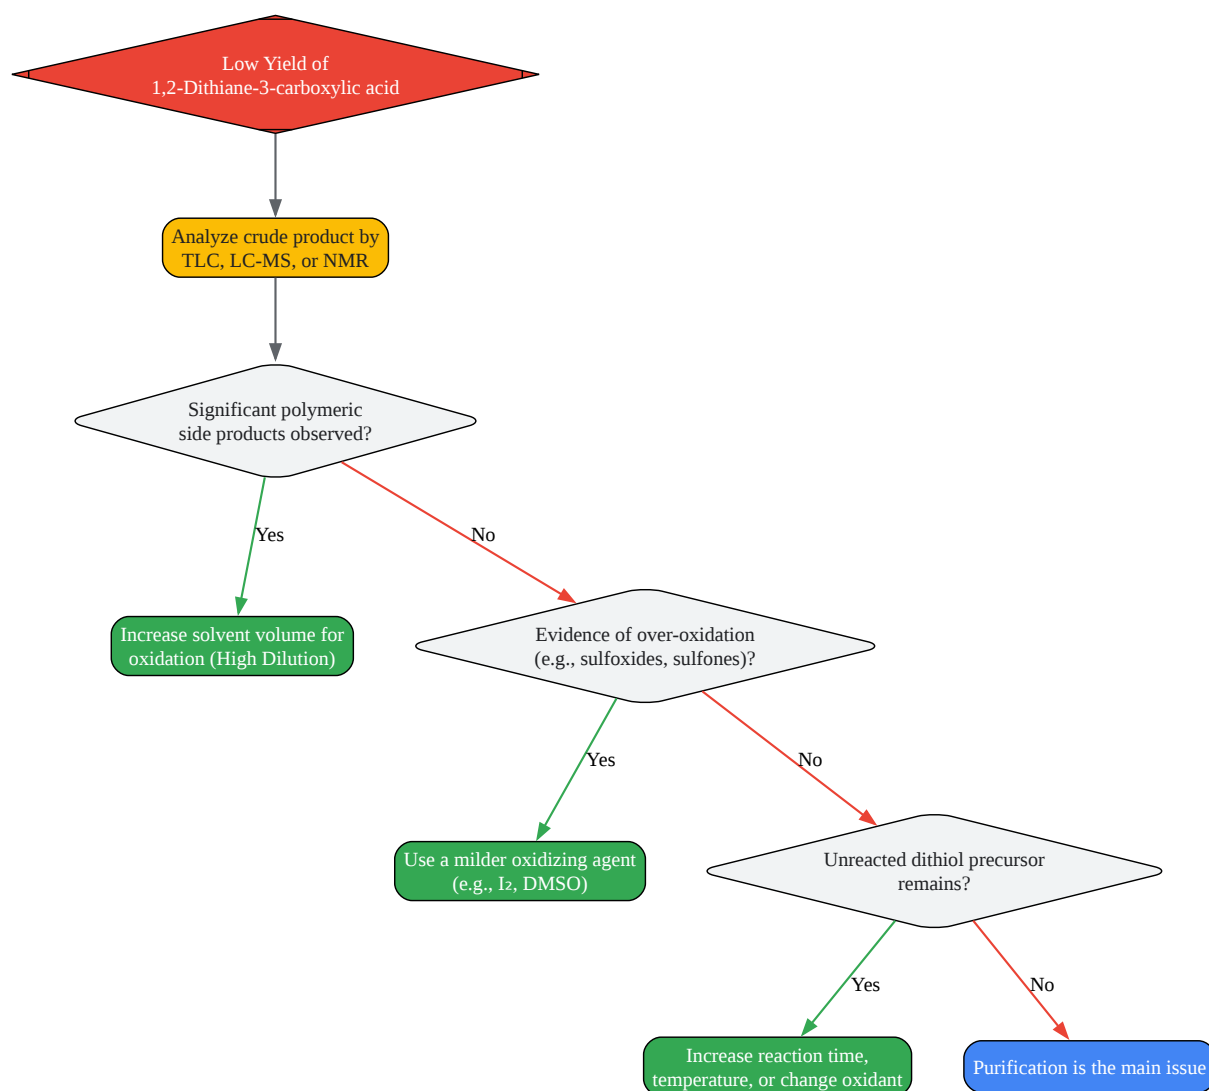 Low Yield of
1,2-Dithiane-3-carboxylic acid
Analyze crude product by
TLC, LC-MS, or NMR
Significant polymeric
side products observed?
Yes
No
Increase solvent volume for
oxidation (High Dilution)
Evidence of over-oxidation
(e.g., sulfoxides, sulfones)?
Yes
No
Use a milder oxidizing agent
(e.g., I₂, DMSO)
Unreacted dithiol precursor
remains?
Yes
No
Increase reaction time,
temperature, or change oxidant
Purification is the main issue